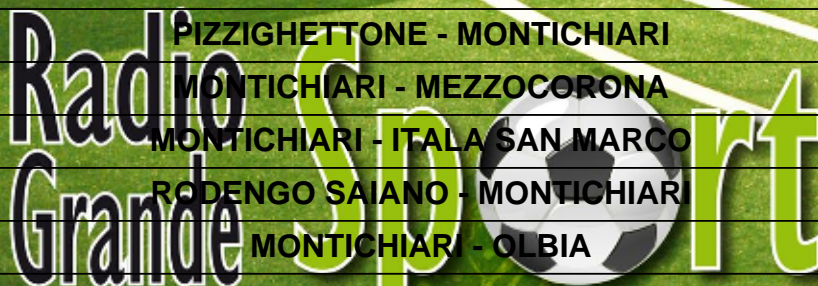 PIZZIGHETTONE - MONTICHIARI
MONTICHIARI - MEZZOCORONA
MONTICHIARI - ITALA SAN MARCO
RODENGO SAIANO - MONTICHIARI
MONTICHIARI - OLBIA
Radio
Grande
Sport